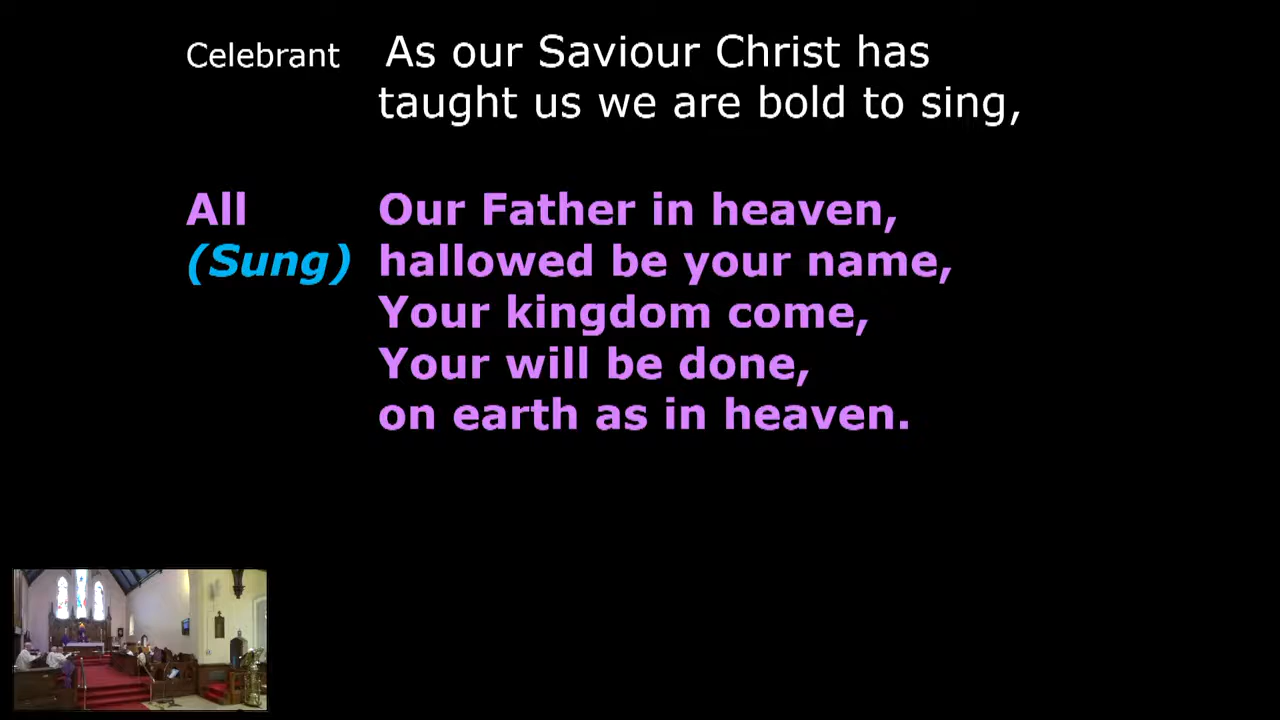 Celebrant As our Saviour Christ has
taught us we are bold to sing,
All Our Father in heaven,
(Sung) hallowed be your name,
Your kingdom come,
Your will be done,
on earth as in heaven.